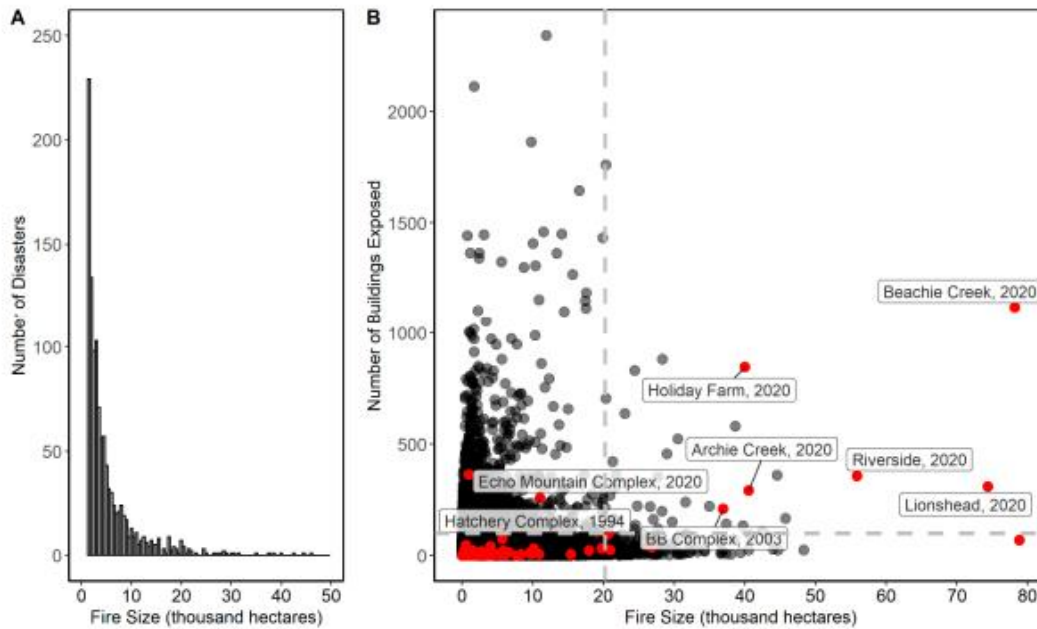 A
B
Number of Disasters
250
200
150
100
50
0
0 10 20 30 40 50
Fire Size (thousand hectares)
Number of Buildings Exposed
2000
1500
1000
500
0
Beachie Creek, 2020
Holiday Farm, 2020
Archie Creek, 2020
Echo Mountain Complex, 2020
Riverside, 2020
Lionshead, 2020
Hatchery Complex, 1994
BB Complex, 2003
0 10 20 30 40 50 60 70 80
Fire Size (thousand hectares)